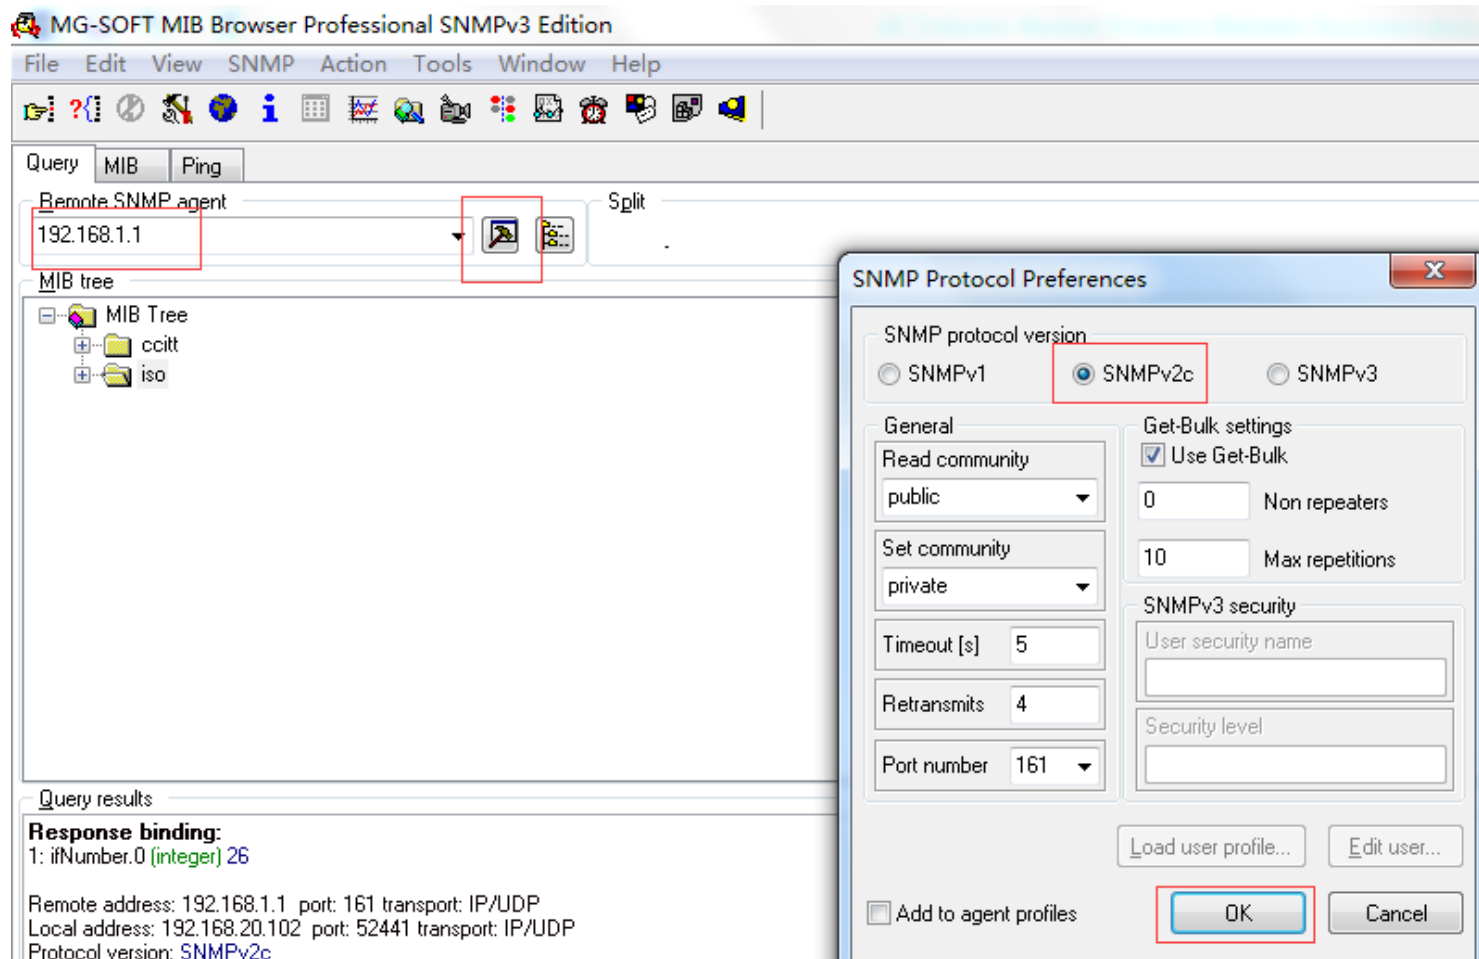 MG-SOFT MIB Browser Professional SNMPv3 Edition
File Edit View SNMP Action Tools Window Help
Query MIB Ping
Remote SNMP agent
Split
192.168.1.1
MIB tree
MIB Tree
ccitt
iso
SNMP Protocol Preferences
SNMP protocol version
SNMPv1 SNMPv2c SNMPv3
General
Read community
public
Set community
private
Timeout [s] 5
Retransmits 4
Port number 161
Get-Bulk settings
Use Get-Bulk
0 Non repeaters
10 Max repetitions
SNMPv3 security
User security name
Security level
Load user profile... Edit user...
Add to agent profiles OK Cancel
Query results
Response binding:
1: ifNumber.0 (integer) 26
Remote address: 192.168.1.1 port: 161 transport: IP/UDP
Local address: 192.168.20.102 port: 52441 transport: IP/UDP
Protocol version: SNMPv2c